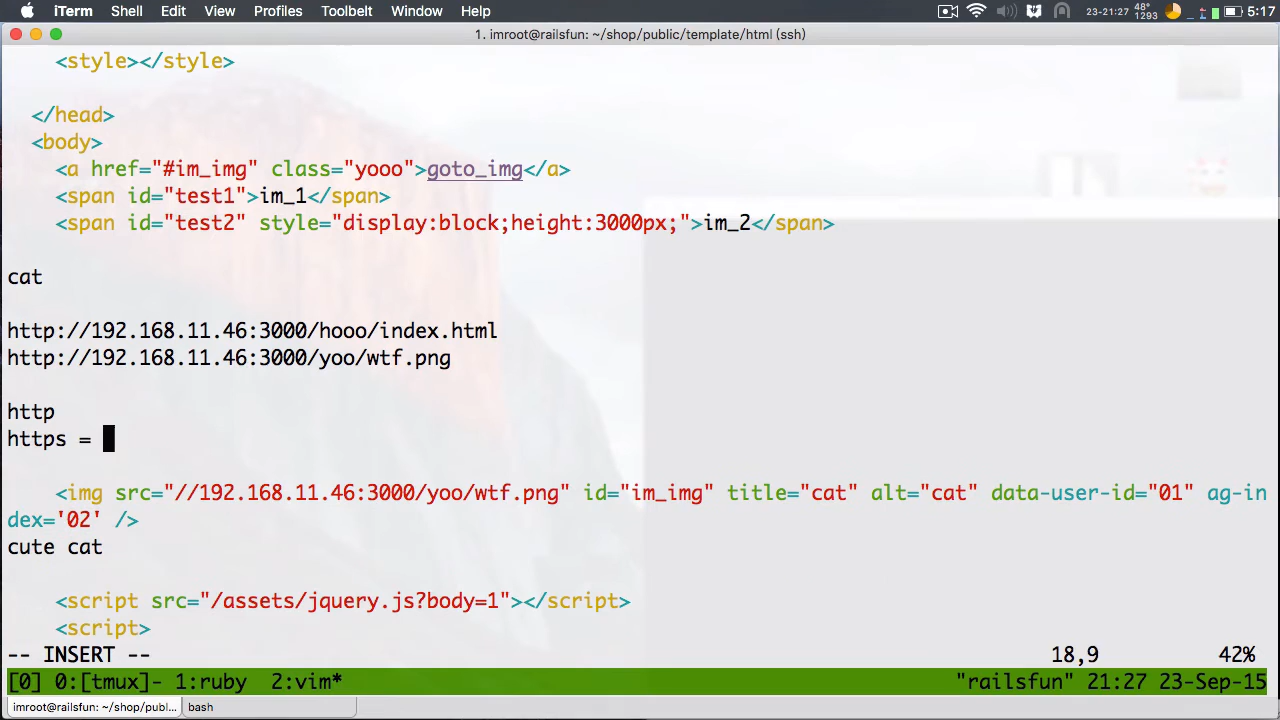 iTerm Shell Edit View Profiles Toolbelt Window Help 23-21:27 48° 1293 5:17
1. imroot@railsfun: ~/shop/public/template/html (ssh)
<style></style>
</head>
<body>
<a href="#im_img" class="yooo">goto_img</a>
<span id="test1">im_1</span>
<span id="test2" style="display:block;height:3000px;">im_2</span>
cat
http://192.168.11.46:3000/hooo/index.html
http://192.168.11.46:3000/yoo/wtf.png
http
https =
<img src="//192.168.11.46:3000/yoo/wtf.png" id="im_img" title="cat" alt="cat" data-user-id="01" ag-in
dex='02' />
cute cat
<script src="/assets/jquery.js?body=1"></script>
<script>
-- INSERT -- 18,9 42%
[0] 0:[tmux]- 1:ruby 2:vim* "railsfun" 21:27 23-Sep-15
imroot@railsfun: ~/shop/publ... bash